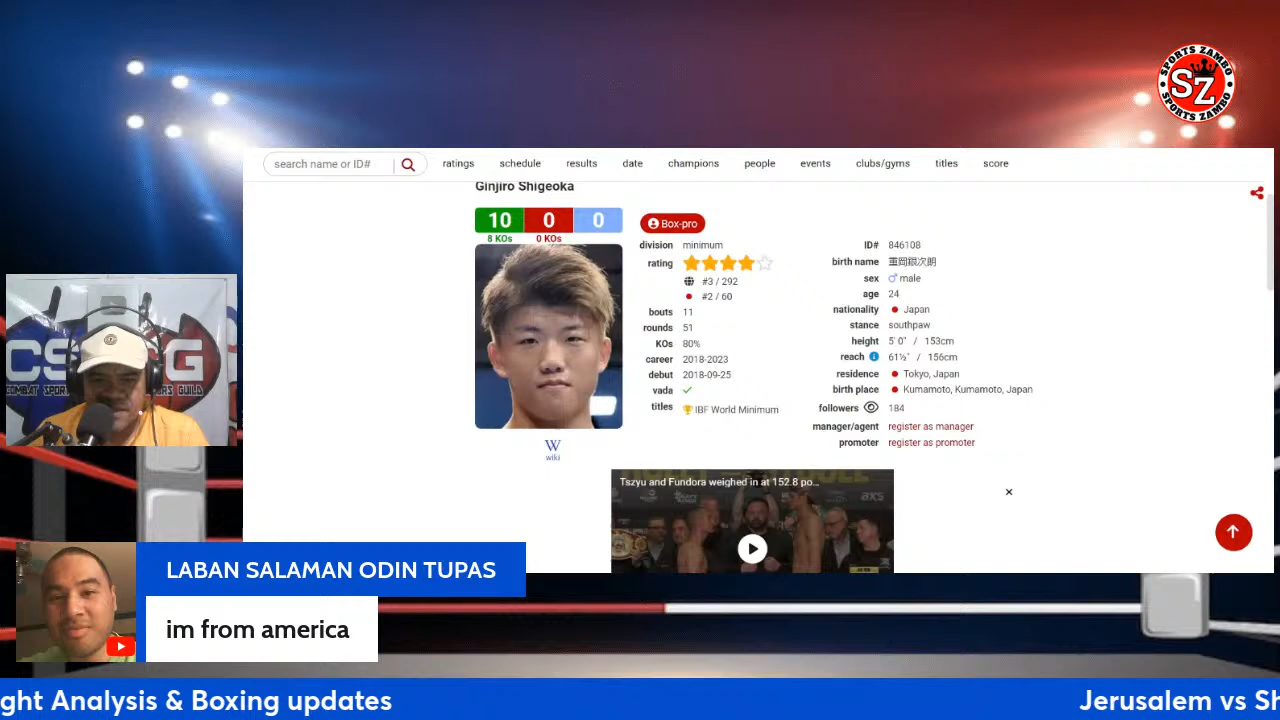 SPORTS ZAMBO
SZ
SPORTS ZAMBO
search name or ID#
ratings
schedule
results
date
champions
people
events
clubs/gyms
titles
score
Ginjiro Shigeoka
10 0 0
8 KOs 0 KOs
Box-pro
division minimum
rating
#3 / 292
#2 / 60
bouts 11
rounds 51
KOs 80%
career 2018-2023
debut 2018-09-25
vada
titles IBF World Minimum
ID# 846108
birth name 重岡銀次朗
sex ♂ male
age 24
nationality Japan
stance southpaw
height 5' 0" / 153cm
reach 61½" / 156cm
residence Tokyo, Japan
birth place Kumamoto, Kumamoto, Japan
followers 184
manager/agent register as manager
promoter register as promoter
W
wiki
Tszyu and Fundora weighed in at 152.8 po...
axs
CS G
COMBAT SPOR RS GUILD
LABAN SALAMAN ODIN TUPAS
im from america
ght Analysis & Boxing updates
Jerusalem vs Sh